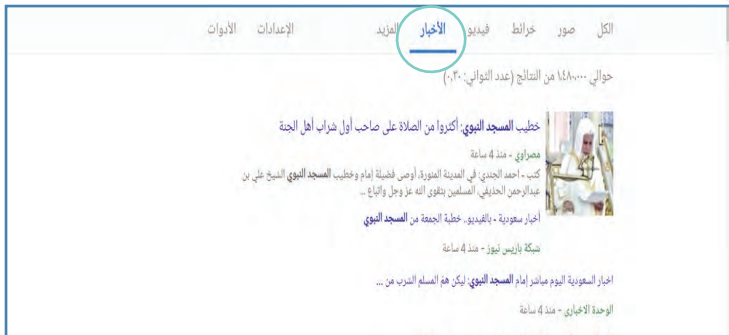 الكل صور خرائط فيديو الأخبار المزيد الإعدادات الأدوات
حوالي ١,٤٨٠,٠٠٠ من النتائج (عدد الثواني: ٠,٣٠)
خطيب المسجد النبوي: أكثروا من الصلاة على صاحب أول شراب أهل الجنة
مصراوي - منذ 4 ساعة
كتب - احمد الجندي: في المدينة المنورة، أوصى فضيلة إمام وخطيب المسجد النبوي الشيخ علي بن
عبدالرحمن الحذيفي، المسلمين بتقوى الله عز وجل واتباع ...
أخبار سعودية - بالفيديو.. خطبة الجمعة من المسجد النبوي
شبكة باريس نيوز - منذ 4 ساعة
اخبار السعودية اليوم مباشر إمام المسجد النبوي: ليكن همّ المسلم الشرب من ...
الوحدة الاخبارى - منذ 4 ساعة